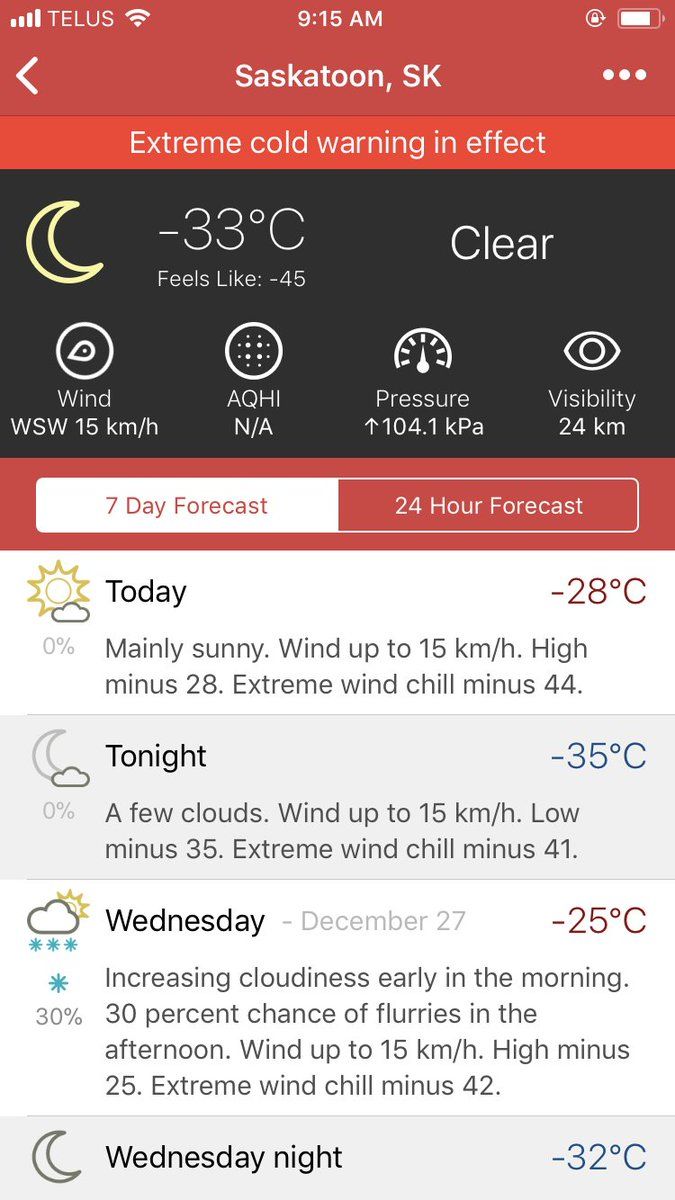 TELUS 9:15 AM
Saskatoon, SK
Extreme cold warning in effect
-33°C
Feels Like: -45
Clear
Wind AQHI Pressure Visibility
WSW 15 km/h N/A ↑104.1 kPa 24 km
7 Day Forecast 24 Hour Forecast
Today -28°C
0%
Mainly sunny. Wind up to 15 km/h. High
minus 28. Extreme wind chill minus 44.
Tonight -35°C
0%
A few clouds. Wind up to 15 km/h. Low
minus 35. Extreme wind chill minus 41.
Wednesday - December 27 -25°C
30%
Increasing cloudiness early in the morning.
30 percent chance of flurries in the
afternoon. Wind up to 15 km/h. High minus
25. Extreme wind chill minus 42.
Wednesday night -32°C